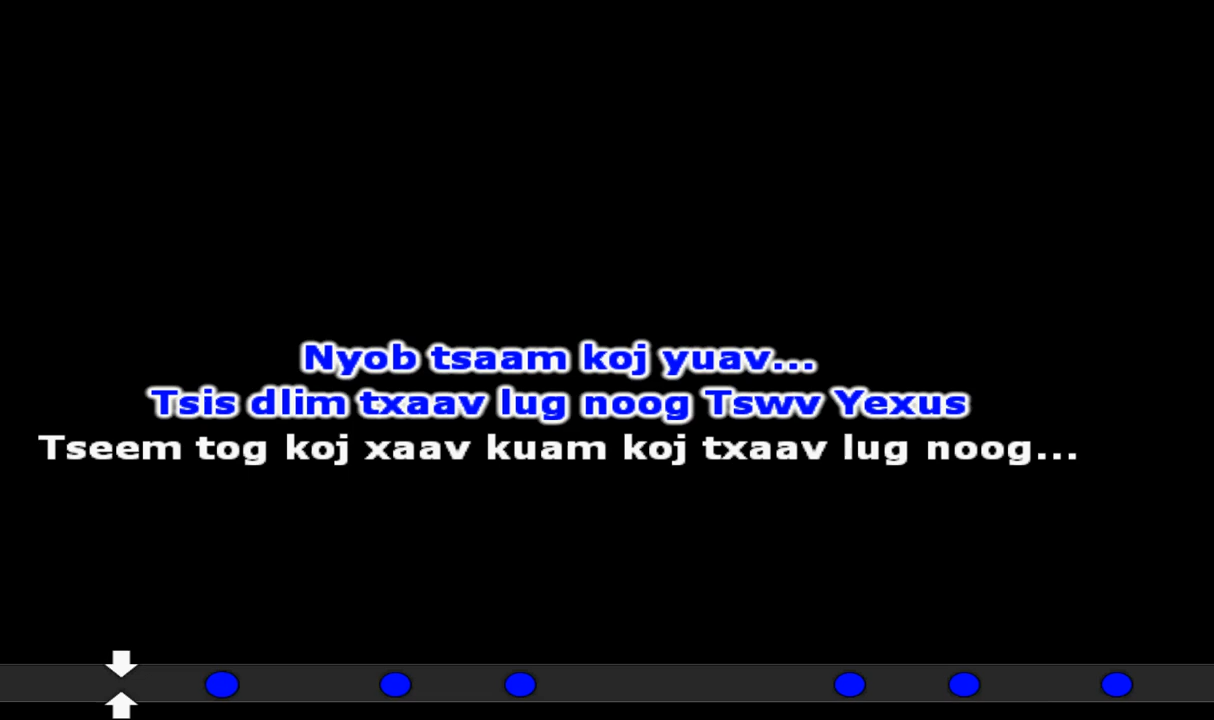 Nyob tsaam koj yuav...
Tsis dlim txaav lug noog Tswv Yexus
Tseem tog koj xaav kuam koj txaav lug noog...